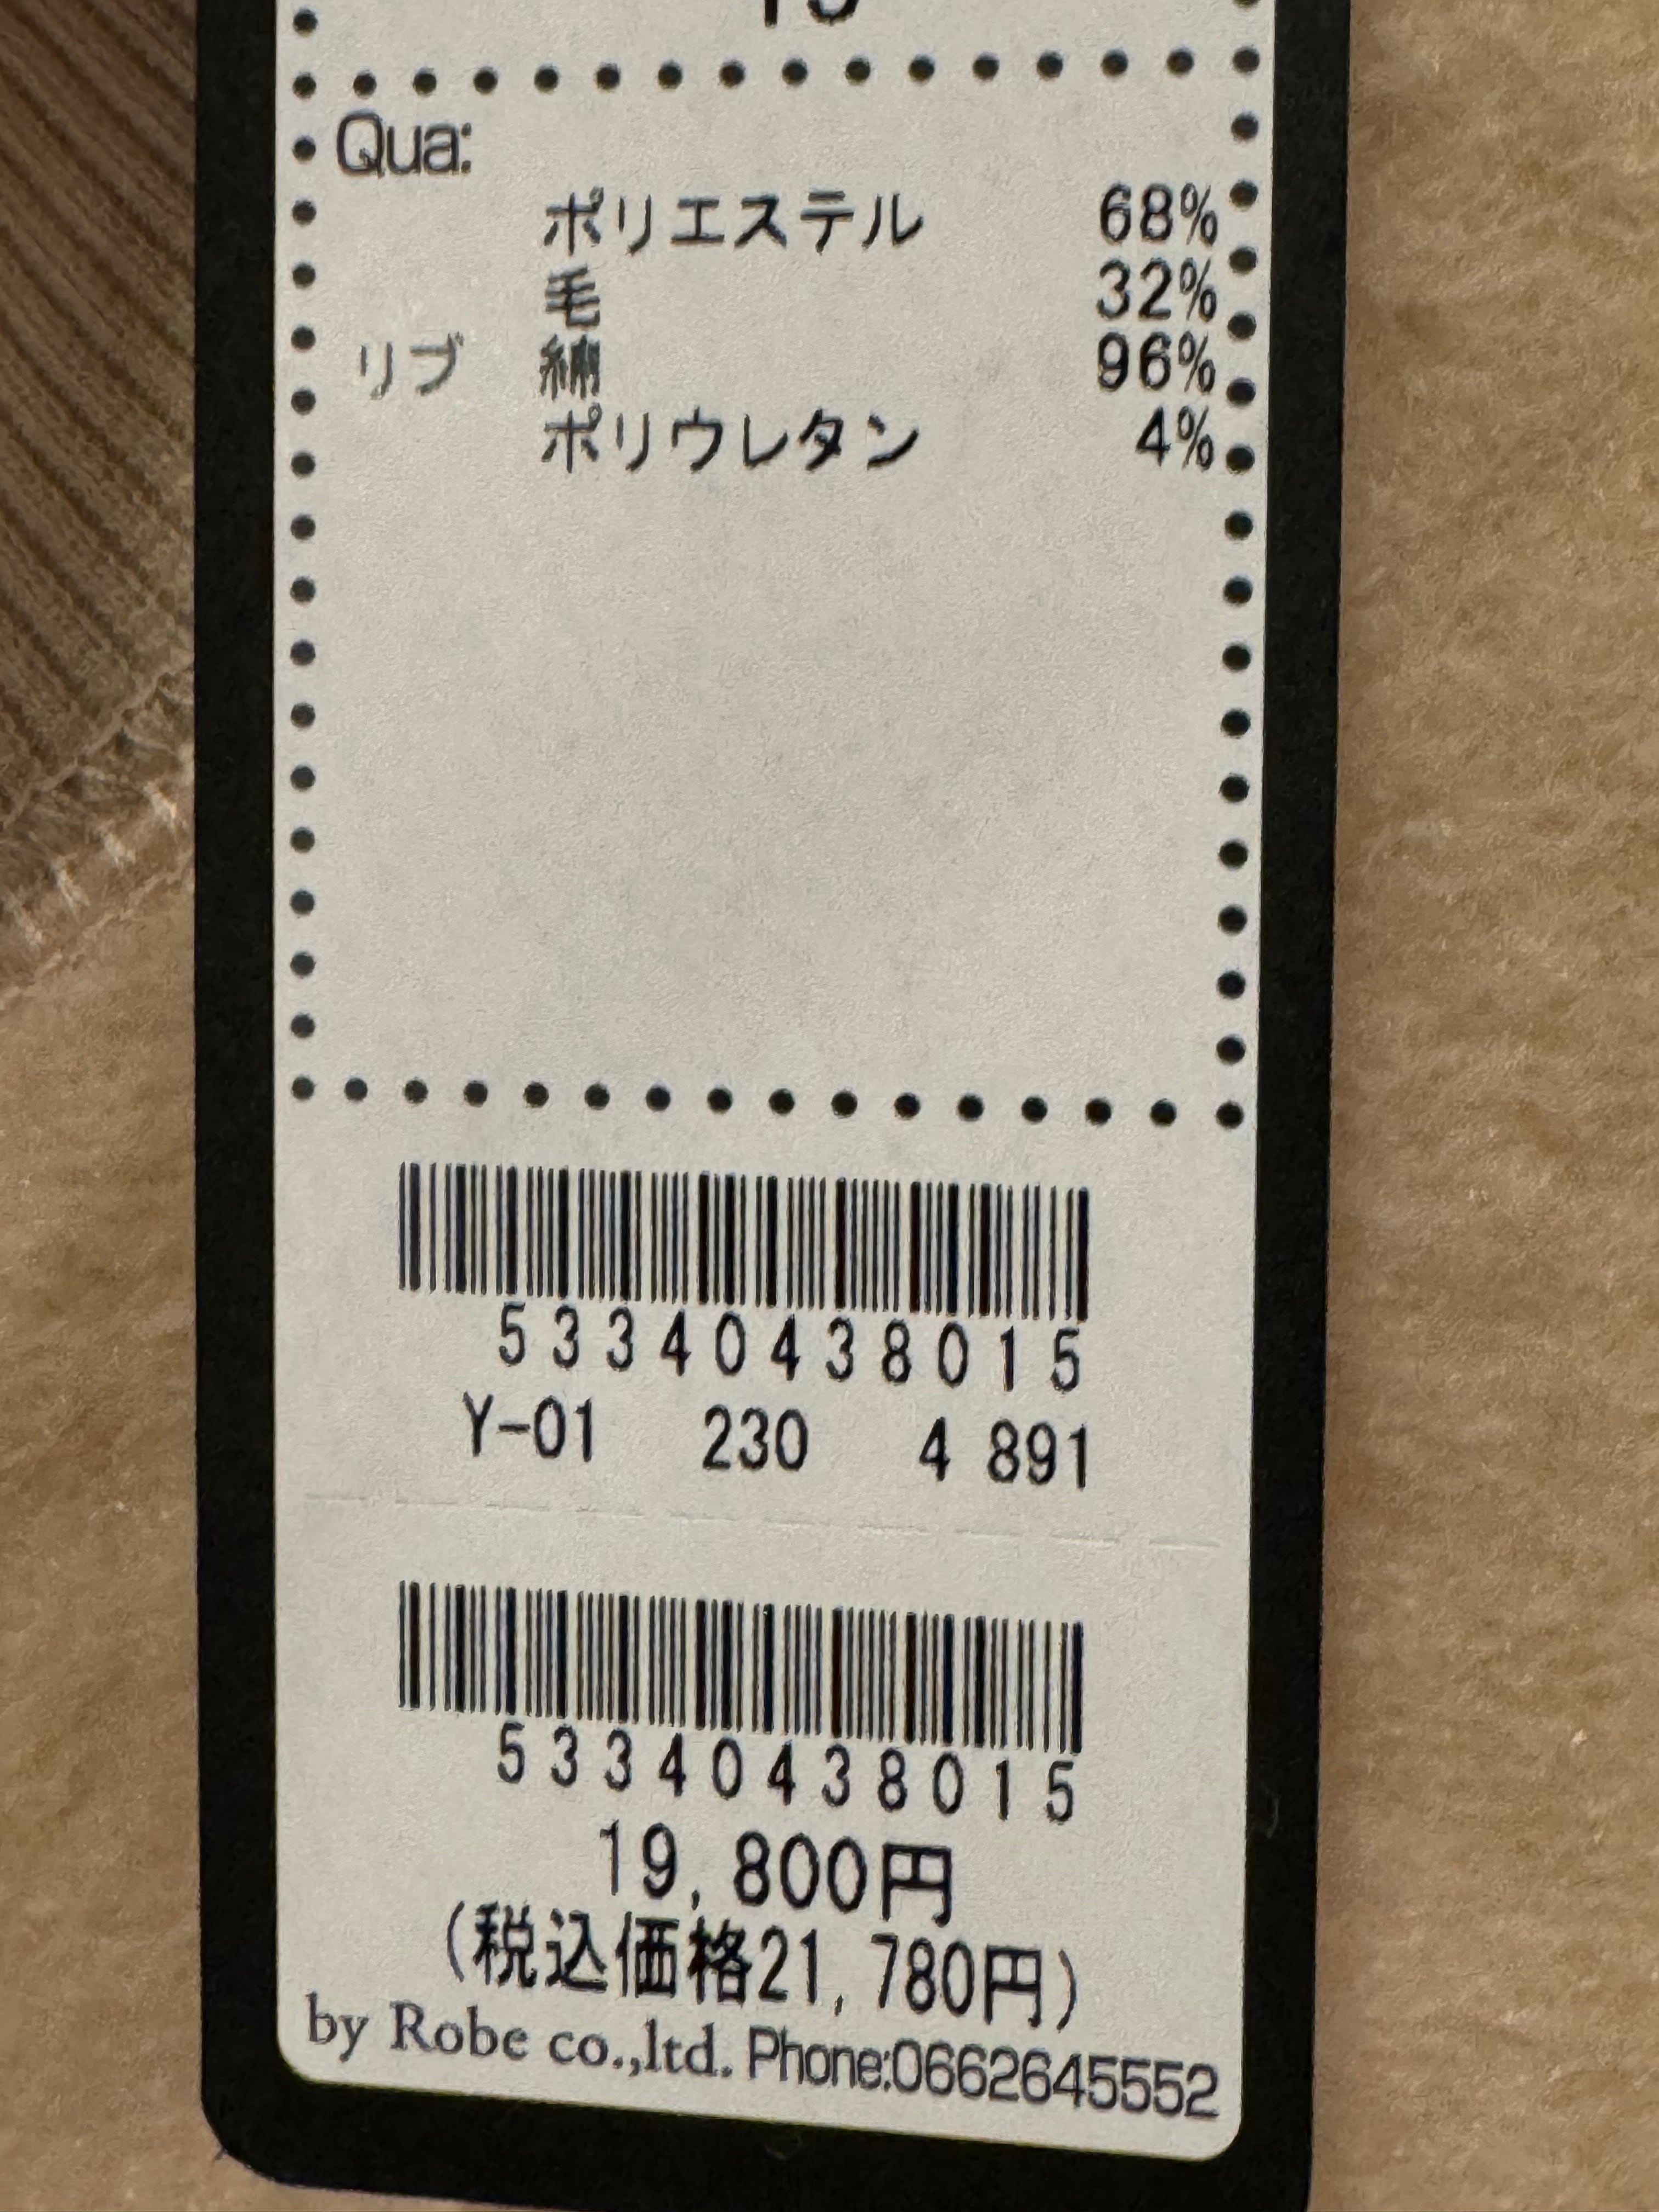 Qua:
ポリエステル 68%
毛 32%
リブ 綿 96%
ポリウレタン 4%
53340438015
Y-01 230 4 891
53340438015
19,800円
(税込価格21,780円)
by Robe co.,ltd. Phone:0662645552